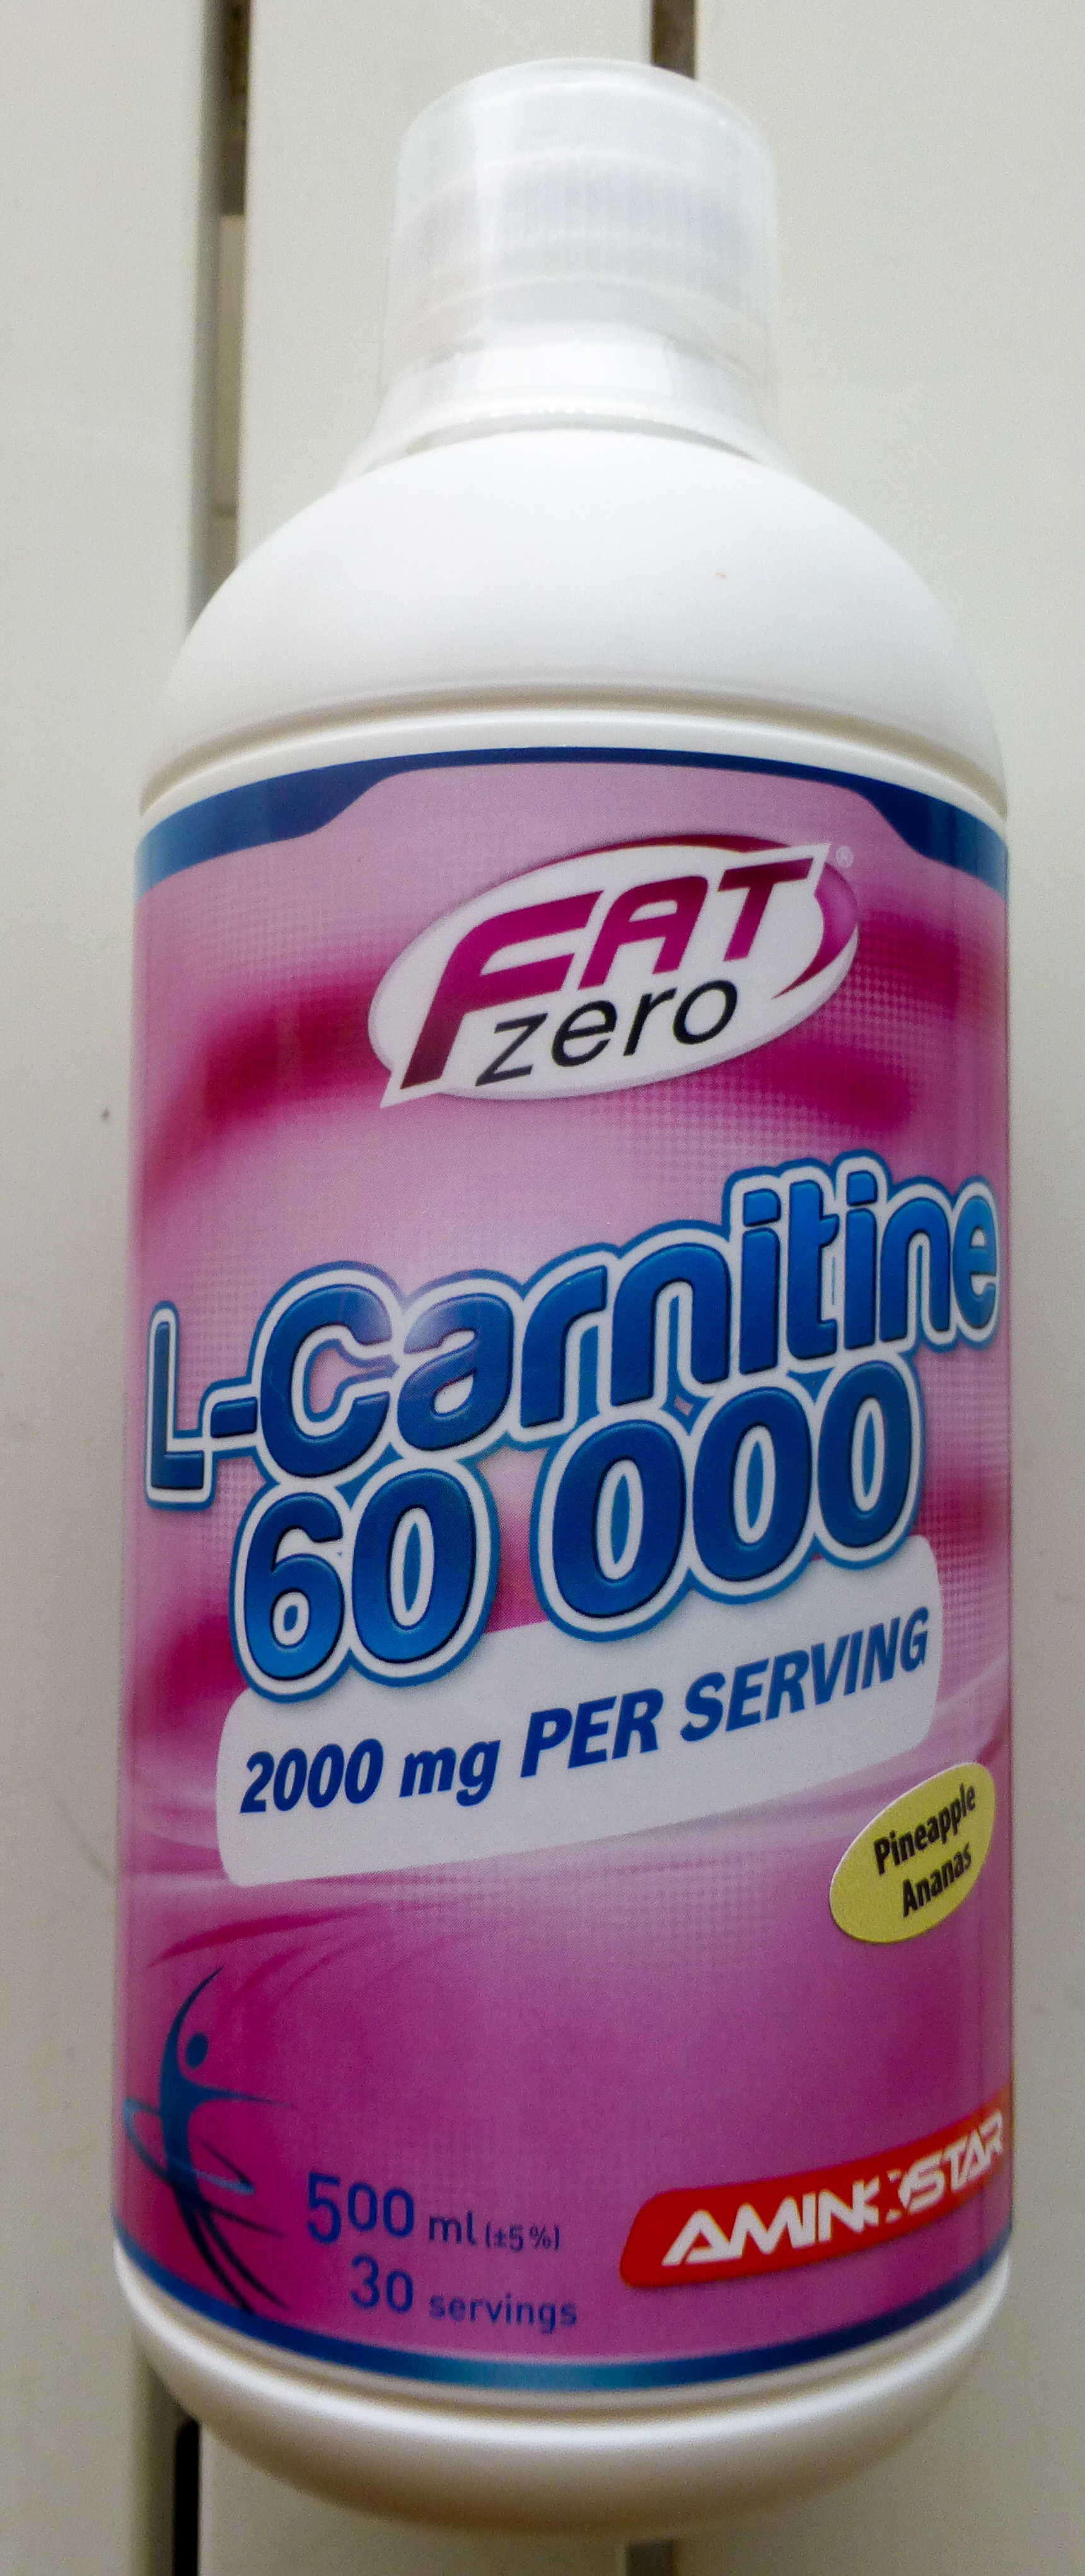 FAT®
zero
L-Carnitine
60 000
2000 mg PER SERVING
Pineapple
Ananas
500 ml (±5%)
30 servings
AMINOSTAR